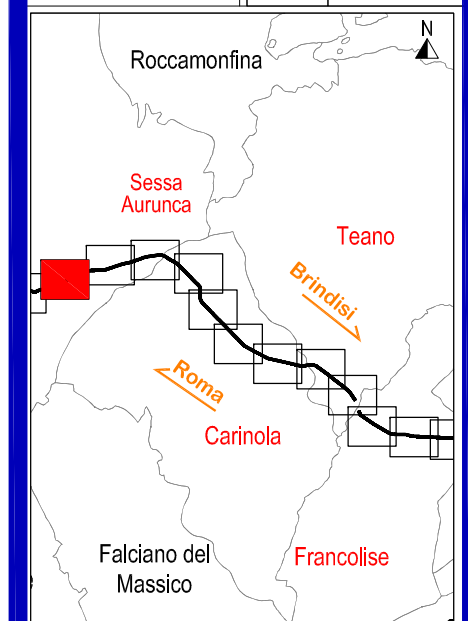 N
Roccamonfina
Sessa
Aurunca
Teano
Brindisi
Roma
Carinola
Falciano del
Massico
Francolise